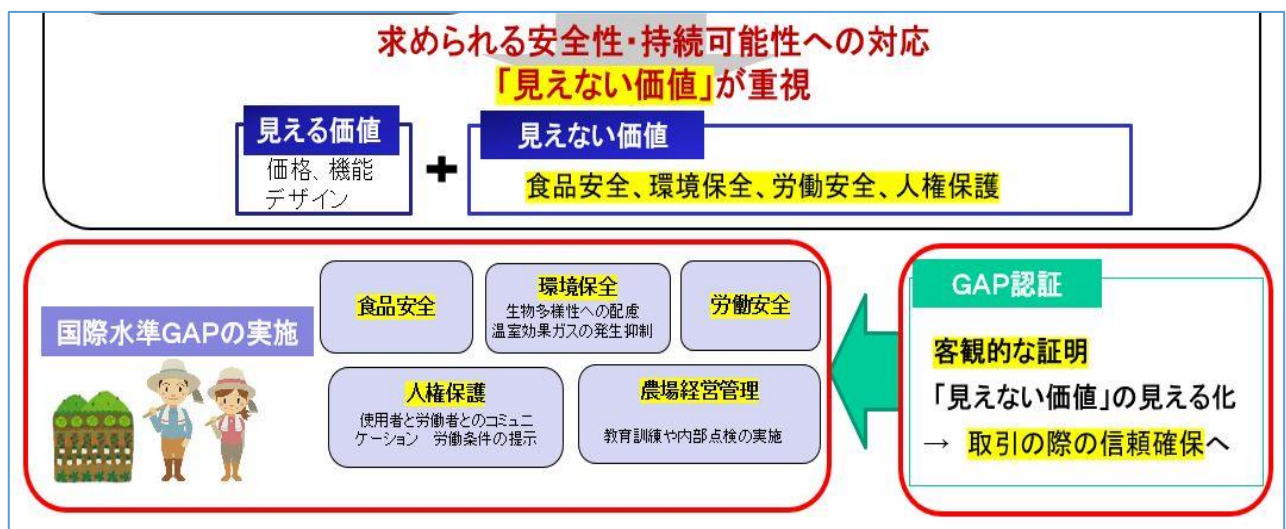 求められる安全性・持続可能性への対応
「見えない価値」が重視
見える価値
価格、機能
デザイン
+
見えない価値
食品安全、環境保全、労働安全、人権保護
国際水準GAPの実施
食品安全
環境保全
生物多様性への配慮
温室効果ガスの発生抑制
労働安全
人権保護
使用者と労働者とのコミュニ
ケーション 労働条件の提示
農場経営管理
教育訓練や内部点検の実施
GAP認証
客観的な証明
「見えない価値」の見える化
→ 取引の際の信頼確保へ